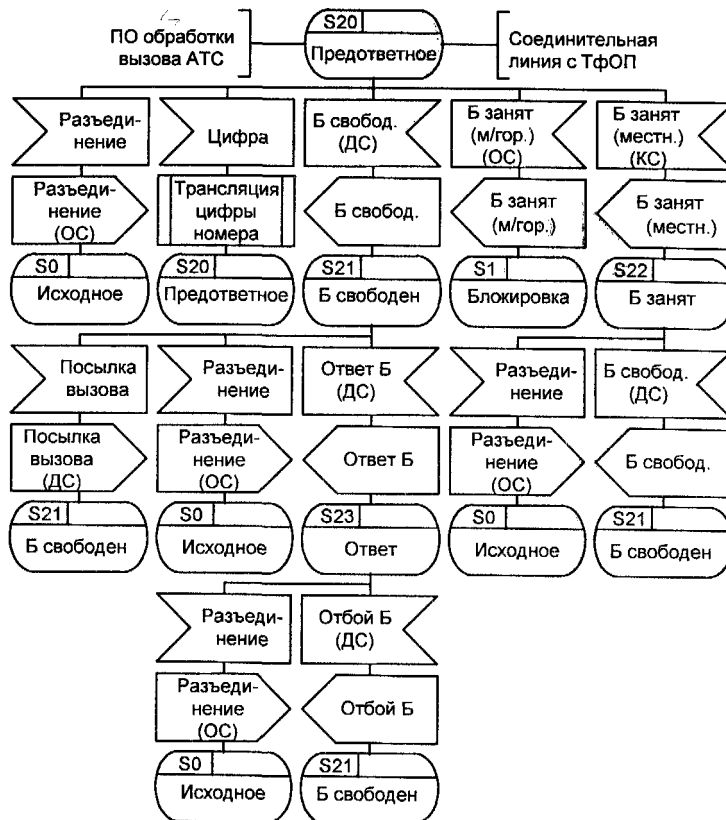 ПО обработки
вызова АТС
S20
Предответное
Соединительная
линия с ТфОП
Разъеди-
нение
Цифра
Б свобод.
(ДС)
Б занят
(м/гор.)
(ОС)
Б занят
(местн.)
(КС)
Разъеди-
нение
(ОС)
Трансляция
цифры
номера
Б свобод.
Б занят
(м/гор.)
Б занят
(местн.)
S0
Исходное
S20
Предответное
S21
Б свободен
S1
Блокировка
S22
Б занят
Посылка
вызова
Разъеди-
нение
Ответ Б
(ДС)
Разъеди-
нение
Б свобод.
(ДС)
Посылка
вызова
(ДС)
Разъеди-
нение
(ОС)
Ответ Б
Разъеди-
нение
(ОС)
Б свобод.
S21
Б свободен
S0
Исходное
S23
Ответ
S0
Исходное
S21
Б свободен
Разъеди-
нение
Отбой Б
(ДС)
Разъеди-
нение
(ОС)
Отбой Б
S0
Исходное
S21
Б свободен